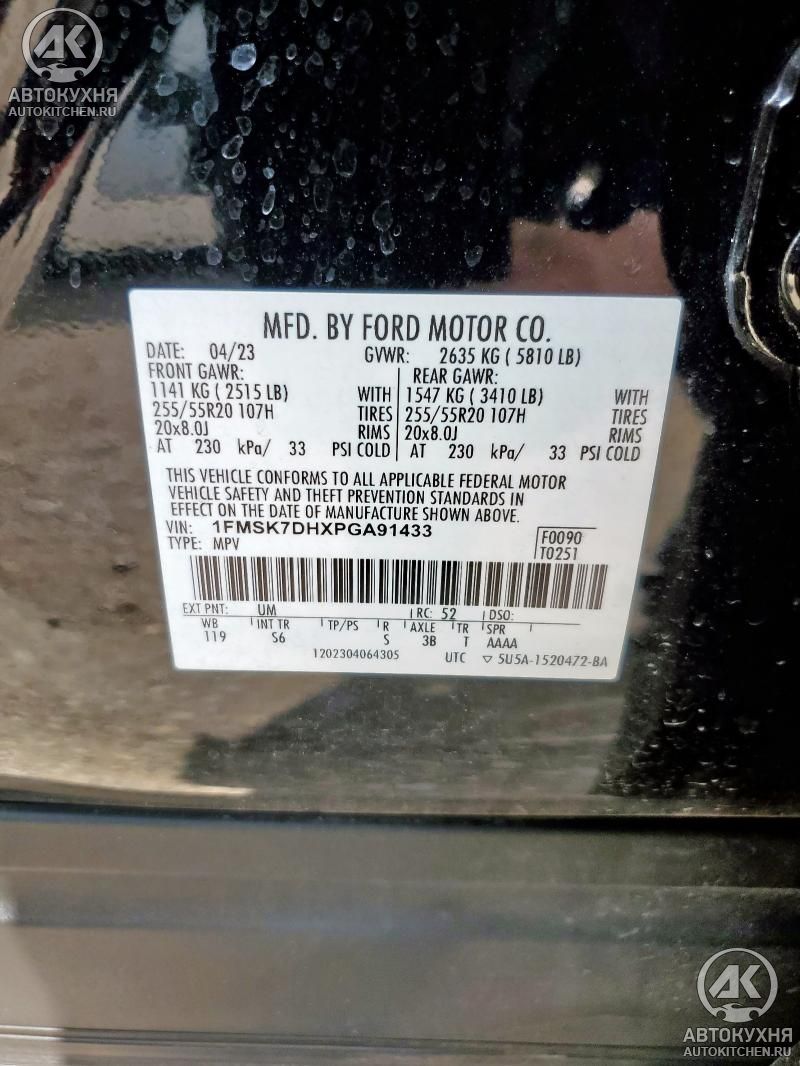 АК
АВТОКУХНЯ
AUTOKITCHEN.RU
MFD. BY FORD MOTOR CO.
DATE: 04/23 GVWR: 2635 KG ( 5810 LB)
FRONT GAWR: REAR GAWR:
1141 KG ( 2515 LB) WITH 1547 KG ( 3410 LB) WITH
255/55R20 107H TIRES 255/55R20 107H TIRES
20x8.0J RIMS 20x8.0J RIMS
AT 230 kPa/ 33 PSI COLD AT 230 kPa/ 33 PSI COLD
THIS VEHICLE CONFORMS TO ALL APPLICABLE FEDERAL MOTOR
VEHICLE SAFETY AND THEFT PREVENTION STANDARDS IN
EFFECT ON THE DATE OF MANUFACTURE SHOWN ABOVE.
VIN: 1FMSK7DHXPGA91433 F0090
TYPE: MPV T0251
EXT PNT: UM RC: 52 DSO:
WB INT TR TP/PS R AXLE TR SPR
119 S6 S 3B T AAAA
1202304064305 UTC ▽ 5U5A-1520472-BA
АК
АВТОКУХНЯ
AUTOKITCHEN.RU